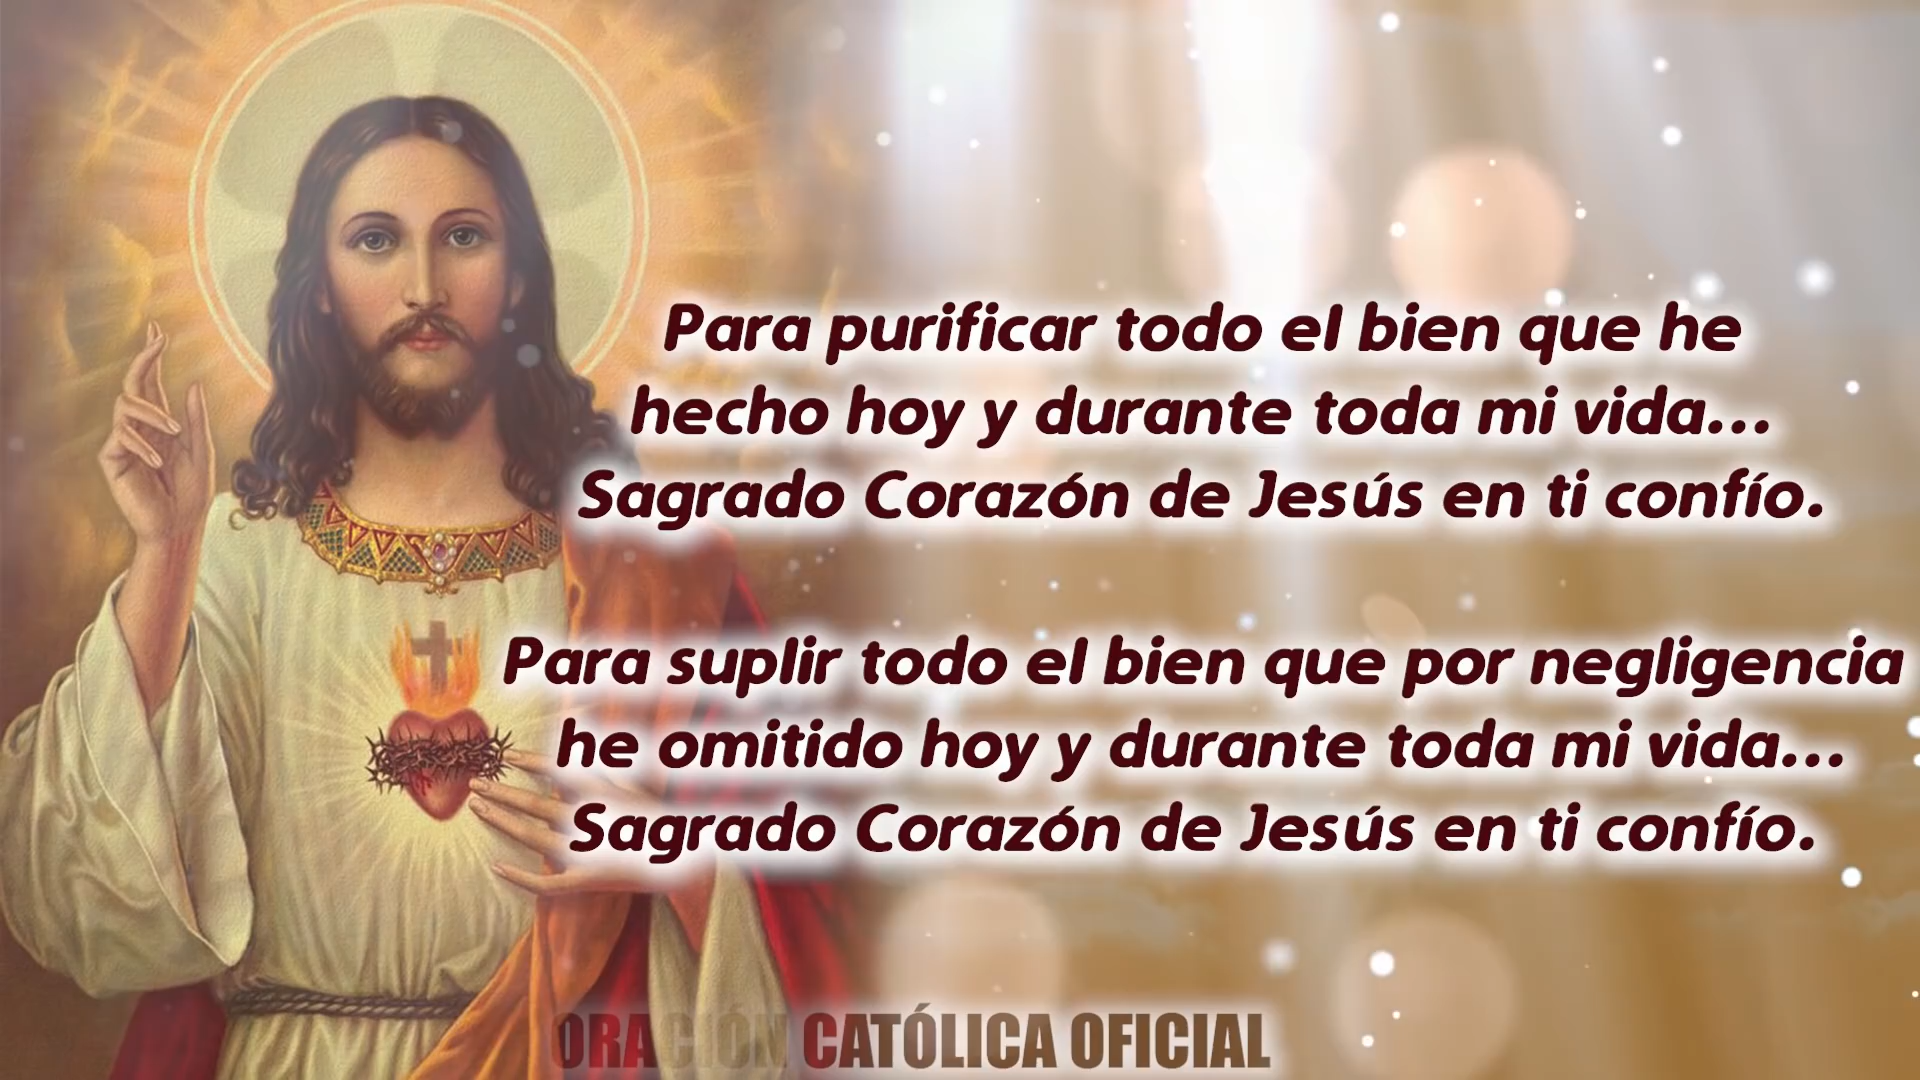 Para purificar todo el bien que he
hecho hoy y durante toda mi vida...
Sagrado Corazón de Jesús en ti confío.
Para suplir todo el bien que por negligencia
he omitido hoy y durante toda mi vida...
Sagrado Corazón de Jesús en ti confío.
ORACIÓN CATÓLICA OFICIAL